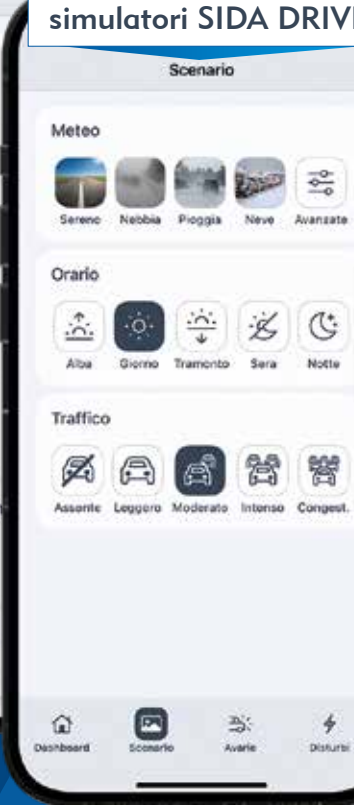 simulatori SIDA DRIVE
Scenario
Meteo
Sereno Nebbia Pioggia Neve Avanzate
Orario
Alba Giorno Tramonto Sera Notte
Traffico
Assente Leggero Moderato Intenso Congest.
Dashboard Scenario Avarie Disturbi